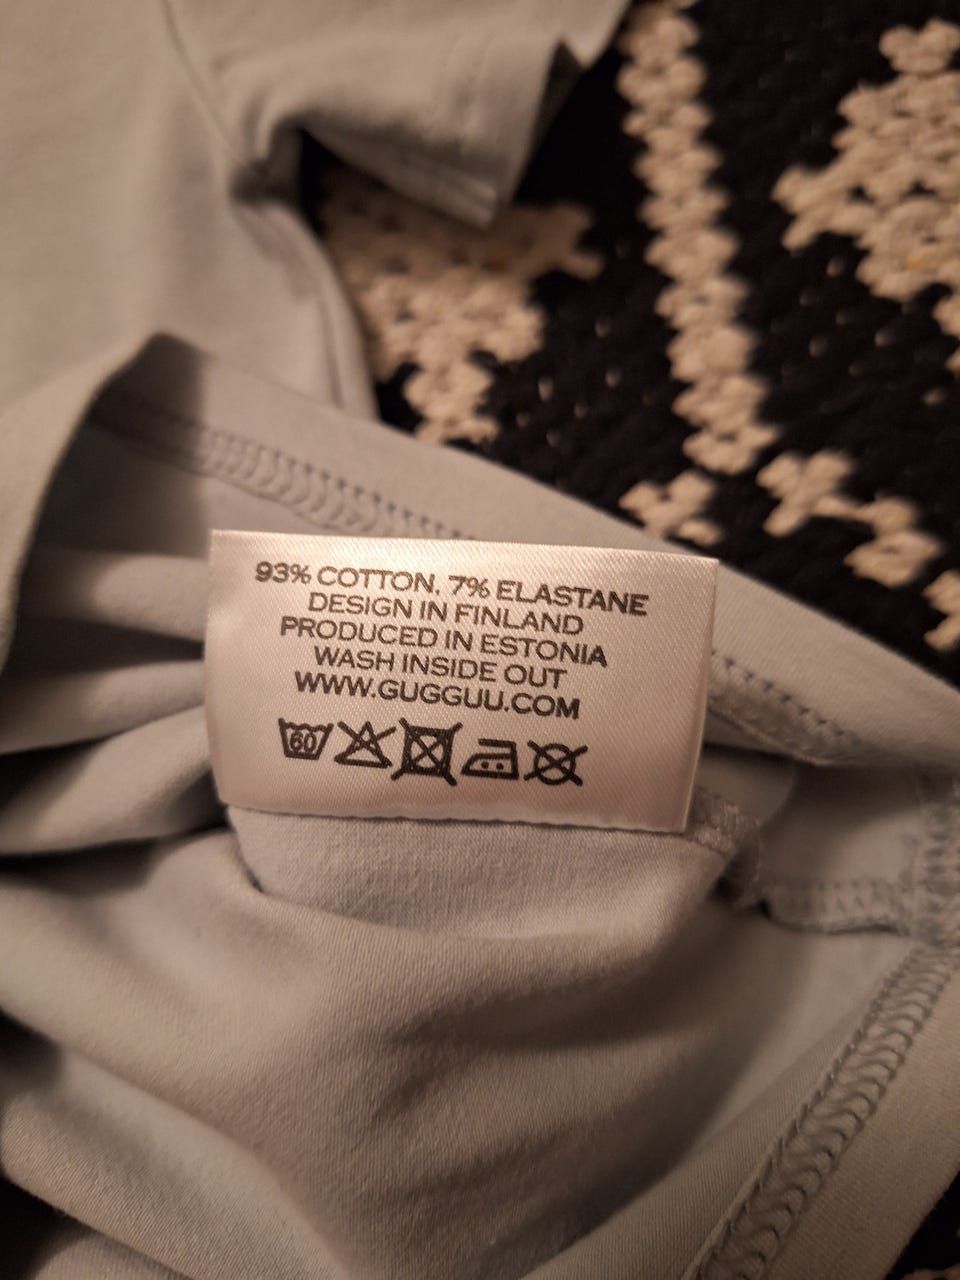 93% COTTON, 7% ELASTANE
DESIGN IN FINLAND
PRODUCED IN ESTONIA
WASH INSIDE OUT
WWW.GUGGUU.COM
60